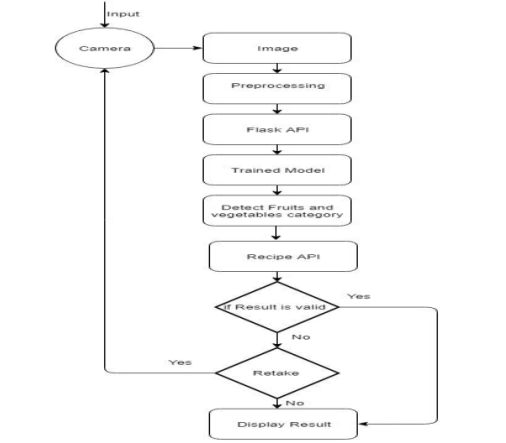 Input
Camera
Image
Preprocessing
Flask API
Trained Model
Detect Fruits and
vegetables category
Recipe API
if Result is valid
Yes
No
Yes
Retake
No
Display Result